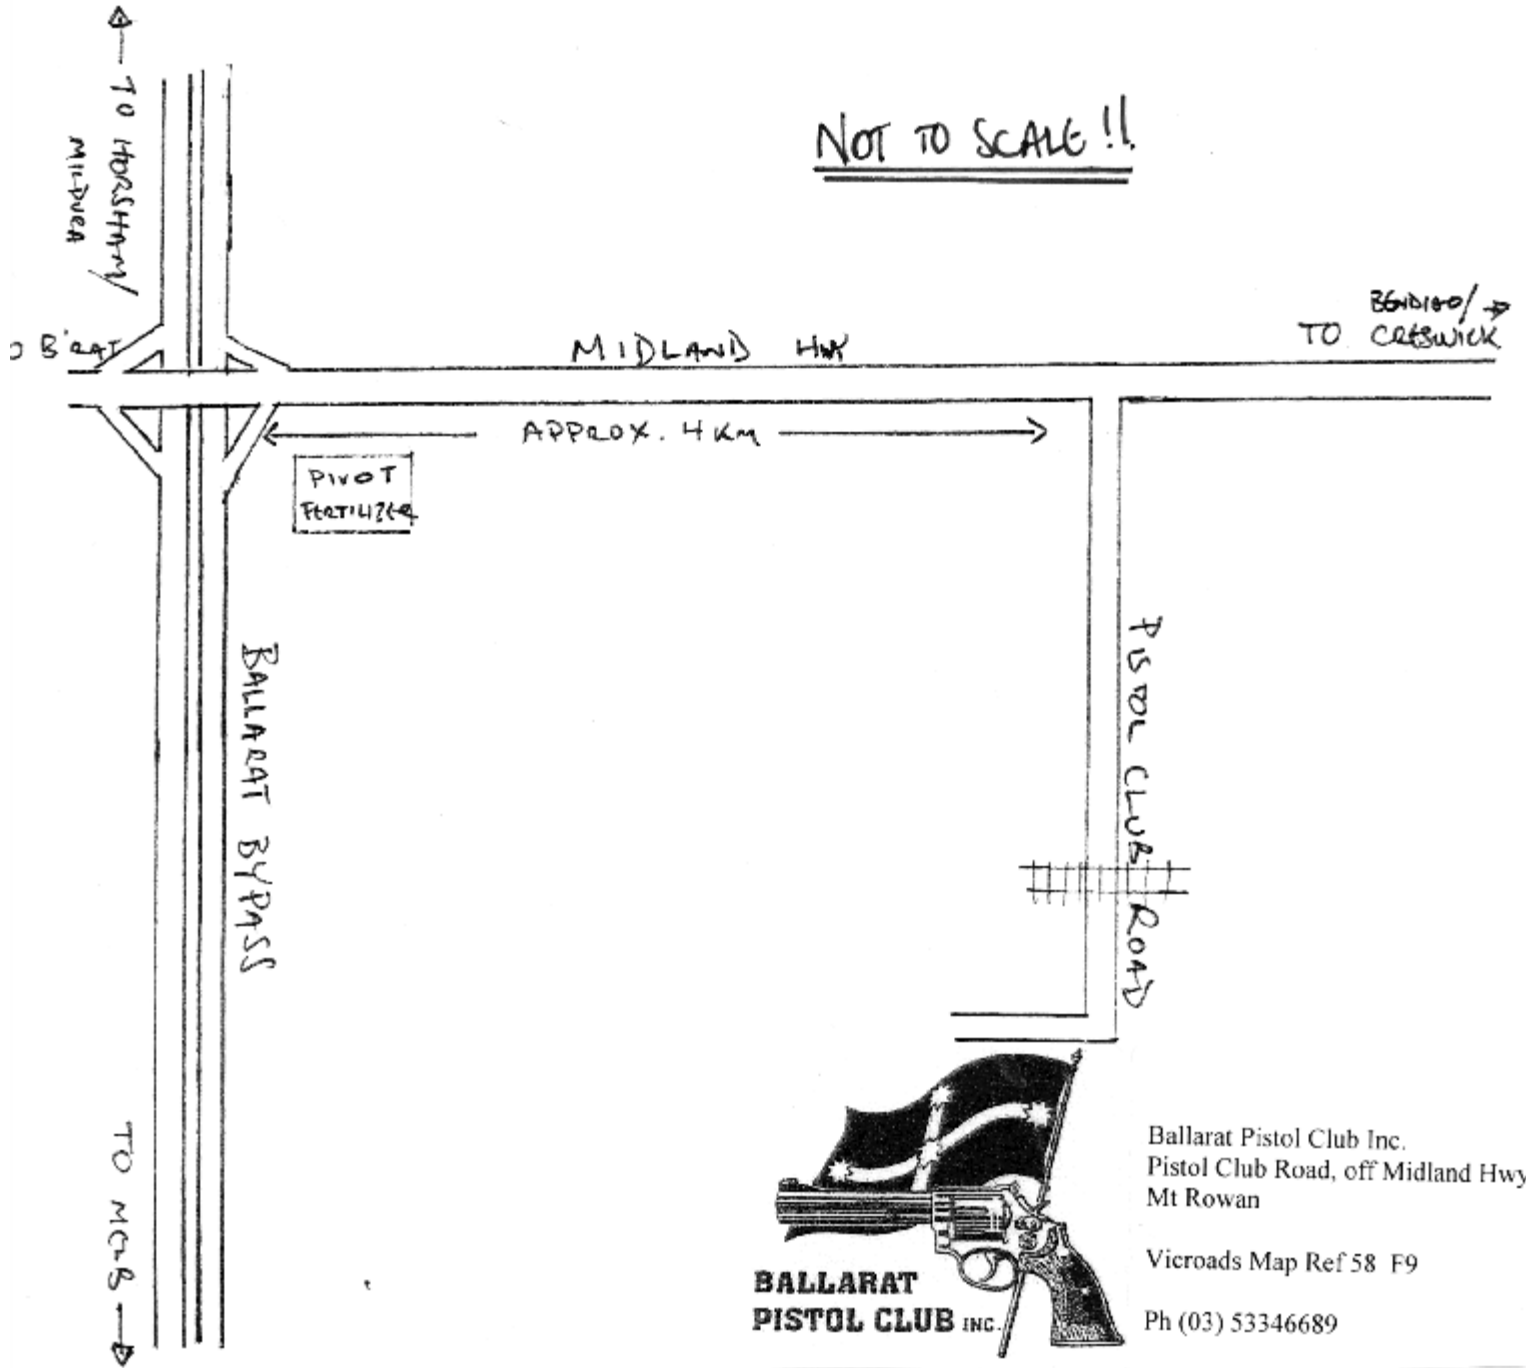 TO HORSHAM/
MILDURA
NOT TO SCALE!!
BENDIGO/
TO CRESWICK
B'RAT
MIDLAND HWY
APPROX. 4 KM
PIVOT
FERTILIZER
BALLARAT BYPASS
PISTOL CLUB ROAD
TO MELB
Ballarat Pistol Club Inc.
Pistol Club Road, off Midland Hwy
Mt Rowan
Vicroads Map Ref 58 F9
Ph (03) 53346689
BALLARAT
PISTOL CLUB INC.